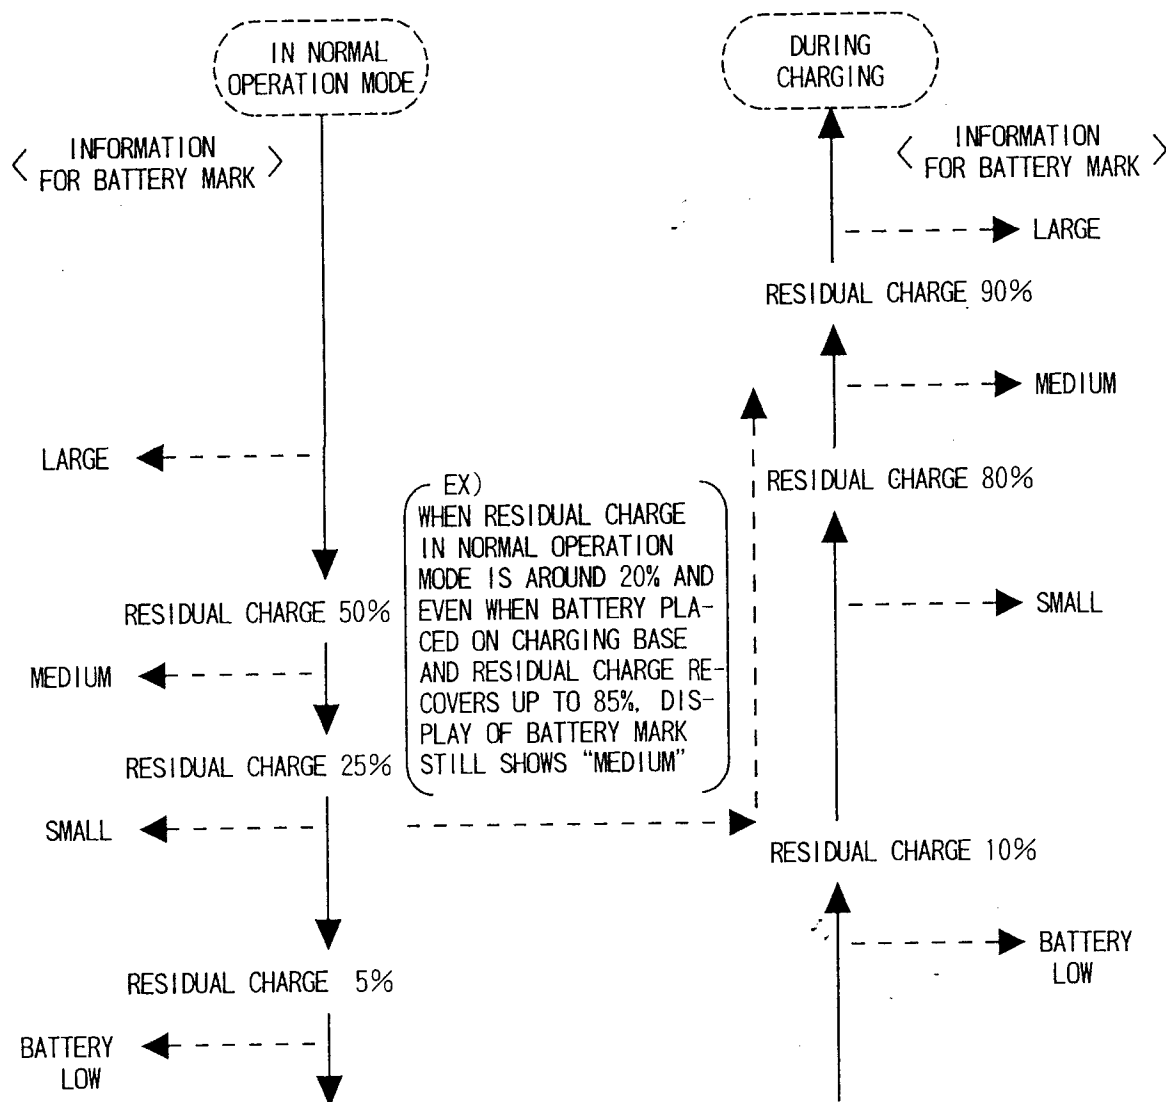 IN NORMAL
OPERATION MODE
< INFORMATION
FOR BATTERY MARK >
LARGE
RESIDUAL CHARGE 50%
MEDIUM
RESIDUAL CHARGE 25%
SMALL
RESIDUAL CHARGE 5%
BATTERY
LOW
EX)
WHEN RESIDUAL CHARGE
IN NORMAL OPERATION
MODE IS AROUND 20% AND
EVEN WHEN BATTERY PLA-
CED ON CHARGING BASE
AND RESIDUAL CHARGE RE-
COVERS UP TO 85%, DIS-
PLAY OF BATTERY MARK
STILL SHOWS “MEDIUM”
DURING
CHARGING
< INFORMATION
FOR BATTERY MARK >
LARGE
RESIDUAL CHARGE 90%
MEDIUM
RESIDUAL CHARGE 80%
SMALL
RESIDUAL CHARGE 10%
BATTERY
LOW